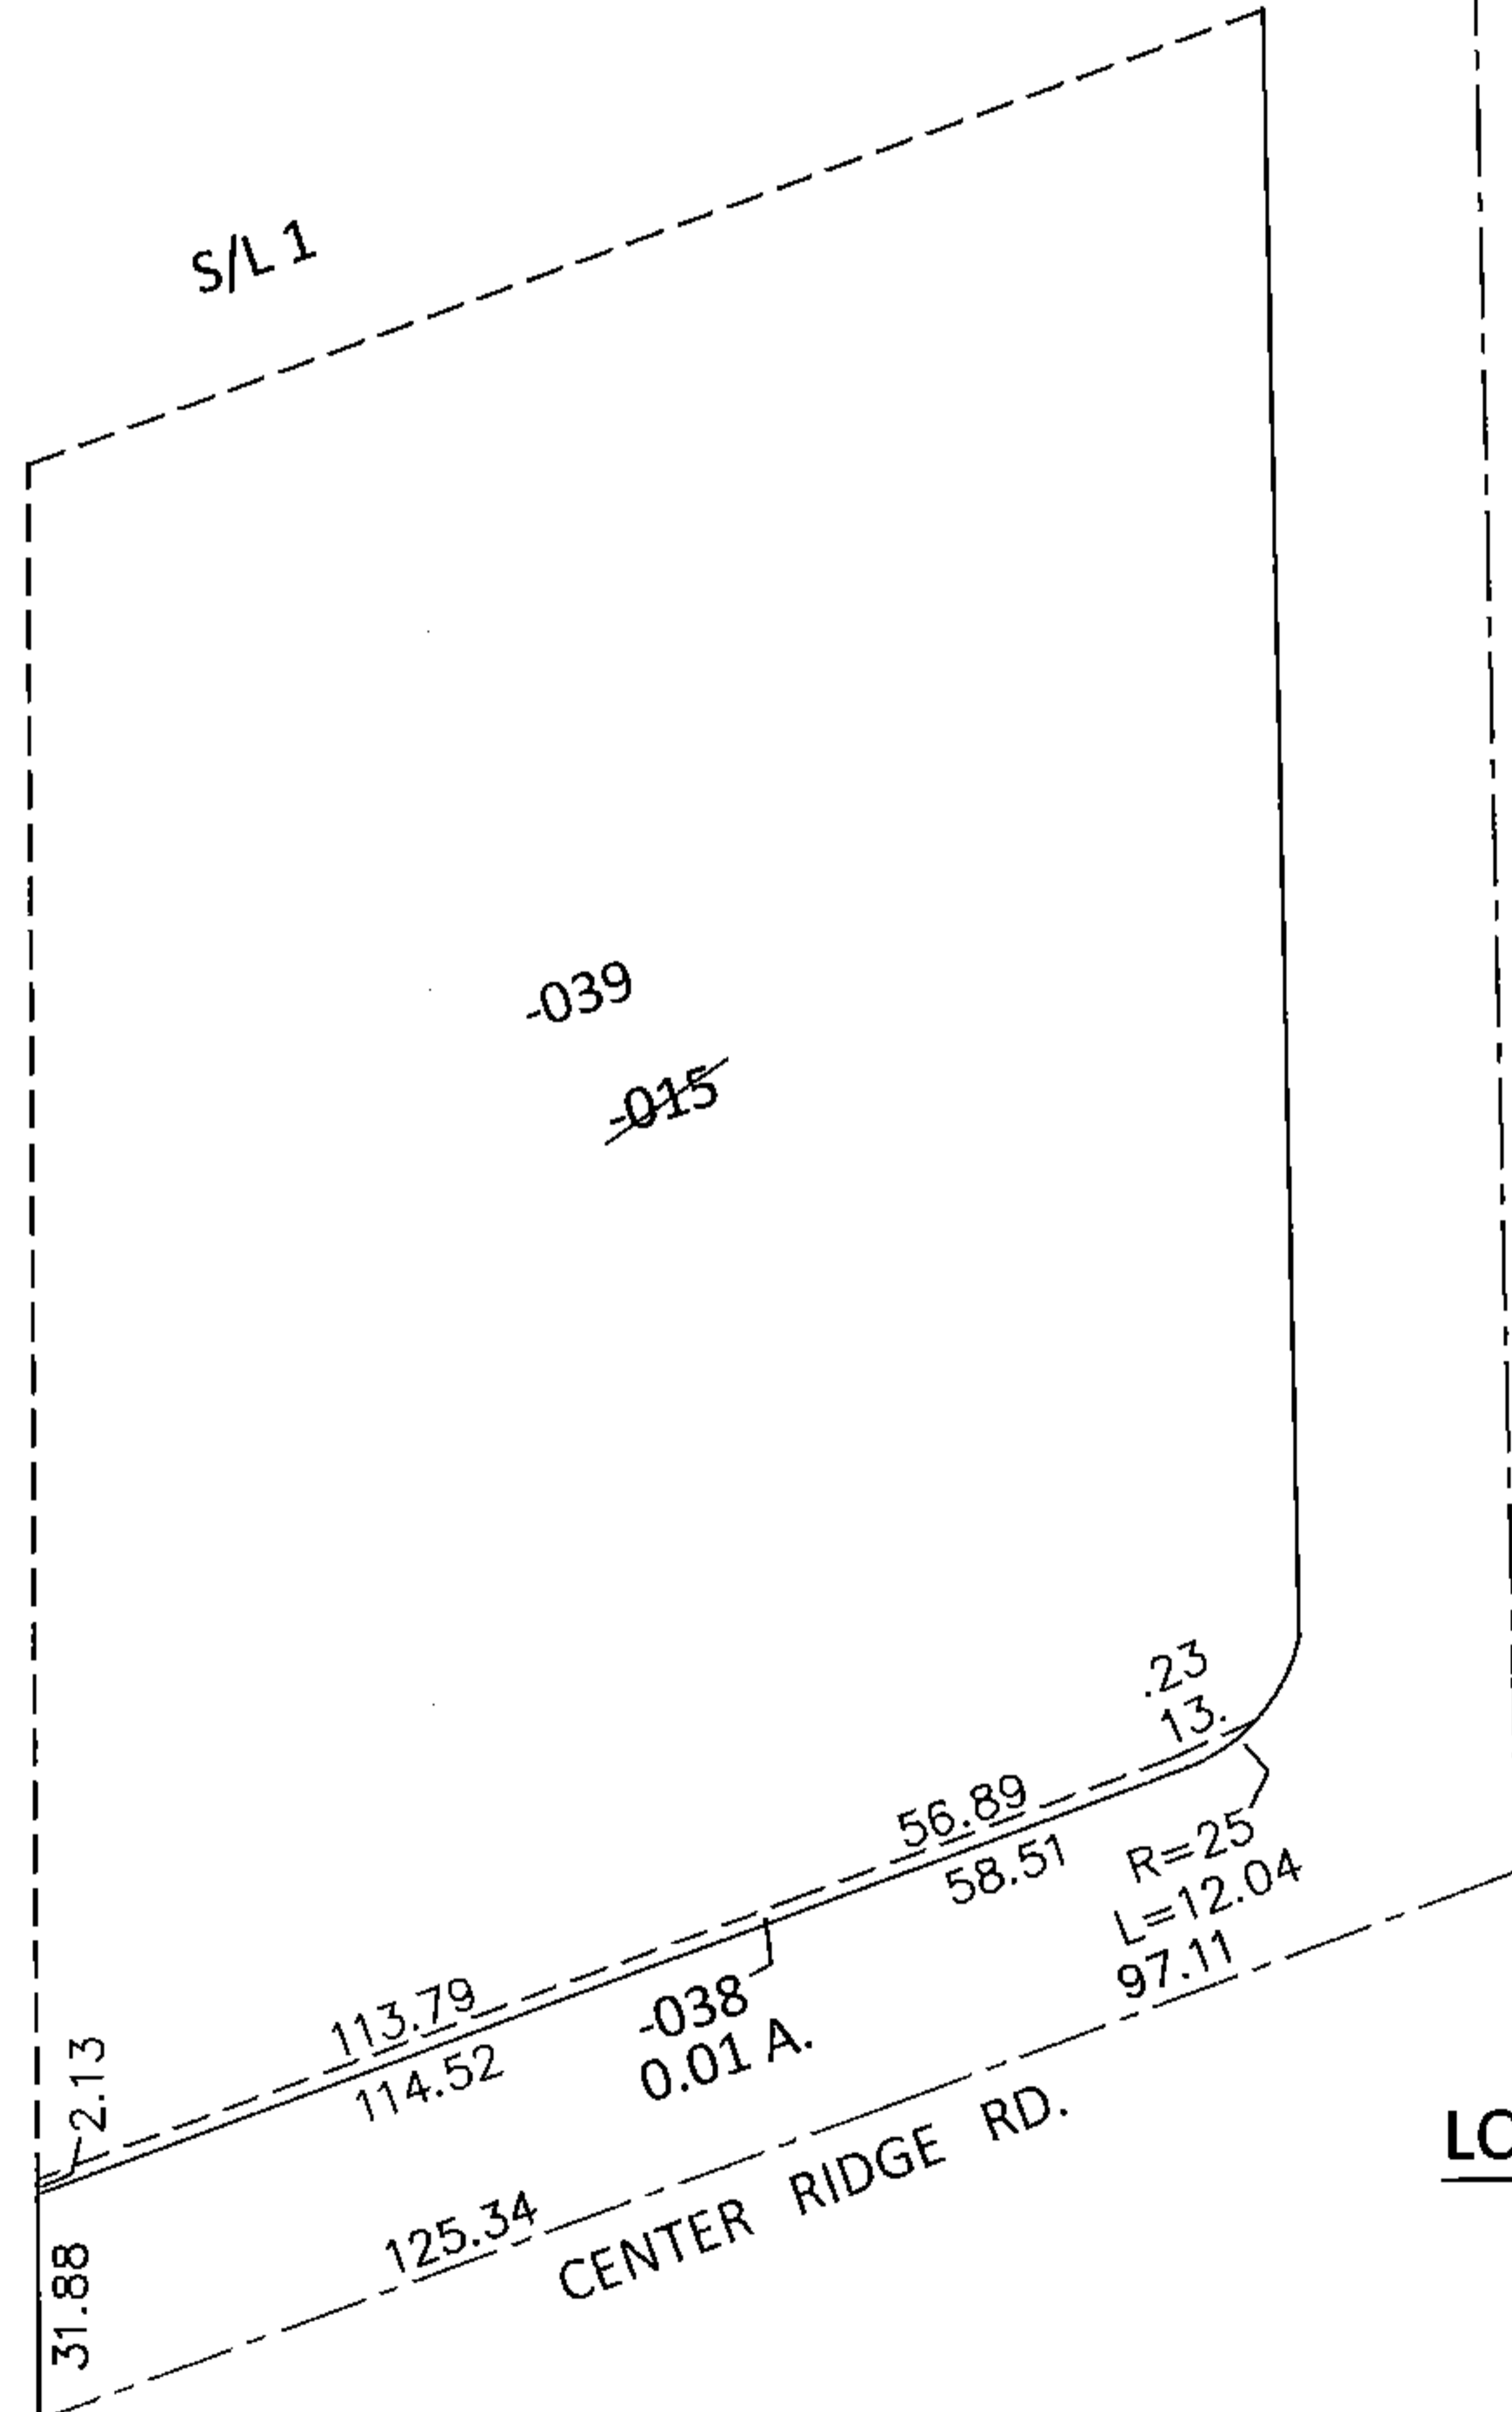 S/L 1
-039
-015
.23
13.
56.89
58.51
R=25
L=12.04
97.11
113.79
114.52
-038
0.01 A.
2.13
125.34
CENTER RIDGE RD.
31.88
LO